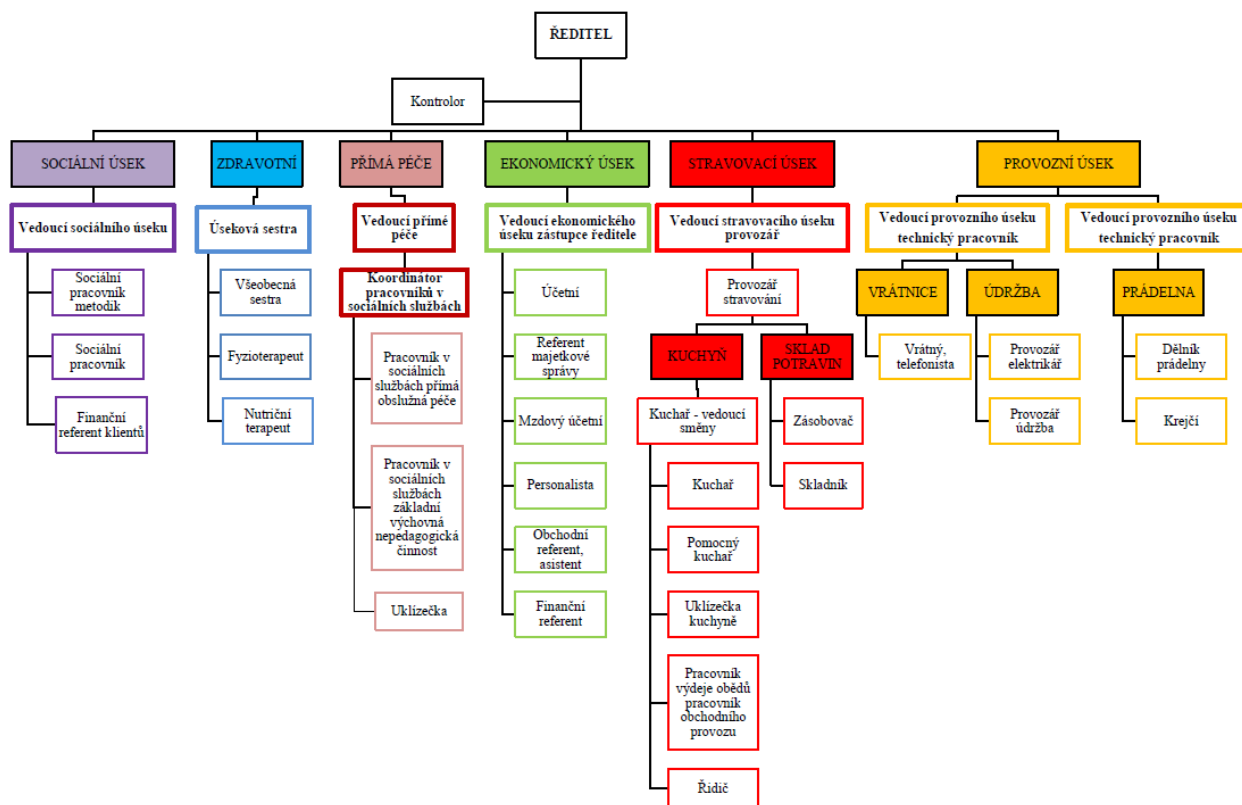 ŘEDITEL
Kontrolor
SOCIÁLNÍ ÚSEK
ZDRAVOTNÍ
PŘÍMÁ PÉČE
EKONOMICKÝ ÚSEK
STRAVOVACÍ ÚSEK
PROVOZNÍ ÚSEK
Vedoucí sociálního úseku
Úseková sestra
Vedoucí přímé
péče
Vedoucí ekonomického
úseku zástupce ředitele
Vedoucí stravovacího úseku
provozář
Vedoucí provozního úseku
technický pracovník
Vedoucí provozního úseku
technický pracovník
Sociální
pracovník
metodik
Sociální
pracovník
Finanční
referent klientů
Všeobecná
sestra
Fyzioterapeut
Nutriční
terapeut
Koordinátor
pracovníků v
sociálních službách
Pracovník v
sociálních
službách přímá
obslužná péče
Pracovník v
sociálních
službách
základní
výchovná
nepedagogická
činnost
Uklízečka
Účetní
Referent
majetkové
správy
Mzdový účetní
Personalista
Obchodní
referent,
asistent
Finanční
referent
Provozář
stravování
KUCHYŇ
SKLAD
POTRAVIN
Kuchař - vedoucí
směny
Kuchař
Pomocný
kuchař
Uklízečka
kuchyně
Pracovník
výdeje obědů
pracovník
obchodního
provozu
Řidič
Zásobovač
Skladník
VRÁTNICE
ÚDRŽBA
PRÁDELNA
Vrátný,
telefonista
Provozář
elektrikář
Provozář
údržba
Dělník
prádelny
Krejčí